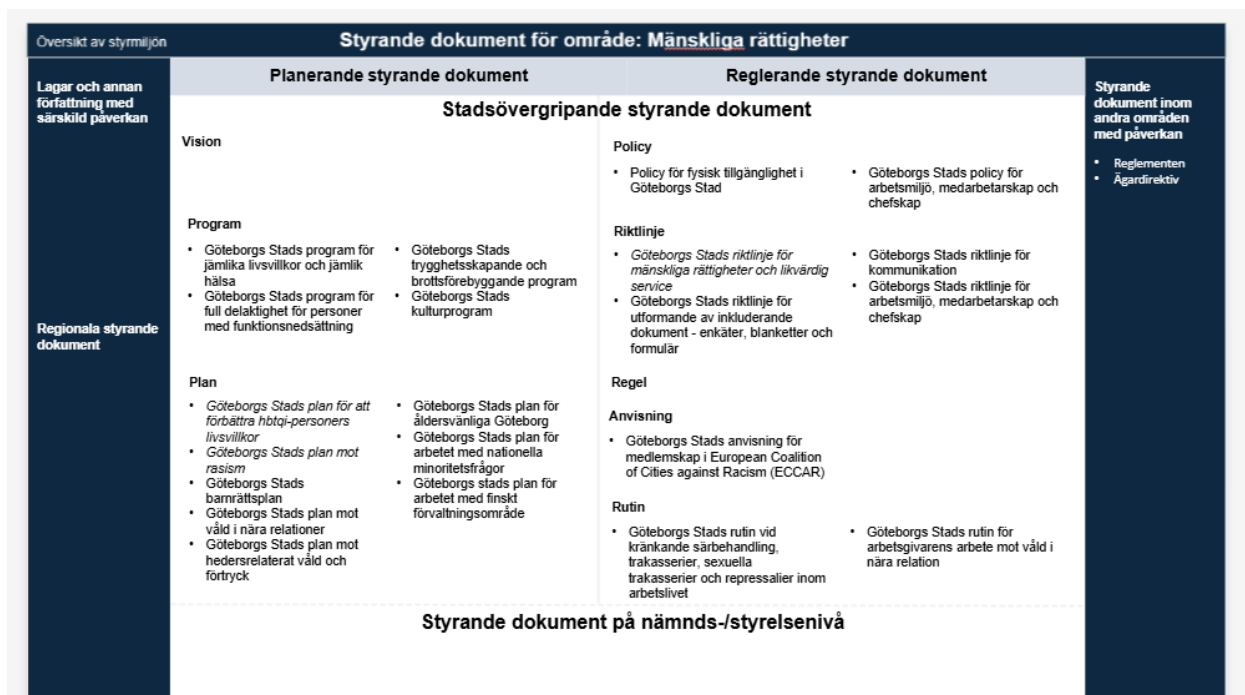 Översikt av styrmiljön
Styrande dokument för område: Mänskliga rättigheter
Lagar och annan
författning med
särskild påverkan
Regionala styrande
dokument
Planerande styrande dokument
Reglerande styrande dokument
Stadsövergripande styrande dokument
Vision
Program
• Göteborgs Stads program för
jämlika livsvillkor och jämlik
hälsa
• Göteborgs Stads program för
full delaktighet för personer
med funktionsnedsättning
• Göteborgs Stads
trygghetsskapande och
brottsförebyggande program
• Göteborgs Stads
kulturprogram
Plan
• Göteborgs Stads plan för att
förbättra hbtqi-personers
livsvillkor
• Göteborgs Stads plan mot
rasism
• Göteborgs Stads
barnrättsplan
• Göteborgs Stads plan mot
våld i nära relationer
• Göteborgs Stads plan mot
hedersrelaterat våld och
förtryck
• Göteborgs Stads plan för
åldersvänliga Göteborg
• Göteborgs Stads plan för
arbetet med nationella
minoritetsfrågor
• Göteborgs stads plan för
arbetet med finskt
förvaltningsområde
Policy
• Policy för fysisk tillgänglighet i
Göteborgs Stad
• Göteborgs Stads policy för
arbetsmiljö, medarbetarskap och
chefskap
Riktlinje
• Göteborgs Stads riktlinje för
mänskliga rättigheter och likvärdig
service
• Göteborgs Stads riktlinje för
utformande av inkluderande
dokument - enkäter, blanketter och
formulär
• Göteborgs Stads riktlinje för
kommunikation
• Göteborgs Stads riktlinje för
arbetsmiljö, medarbetarskap och
chefskap
Regel
Anvisning
• Göteborgs Stads anvisning för
medlemskap i European Coalition
of Cities against Racism (ECCAR)
Rutin
• Göteborgs Stads rutin vid
kränkande särbehandling,
trakasserier, sexuella
trakasserier och repressalier inom
arbetslivet
• Göteborgs Stads rutin för
arbetsgivarens arbete mot våld i
nära relation
Styrande dokument på nämnds-/styrelsenivå
Styrande
dokument inom
andra områden
med påverkan
• Reglementen
• Ägardirektiv